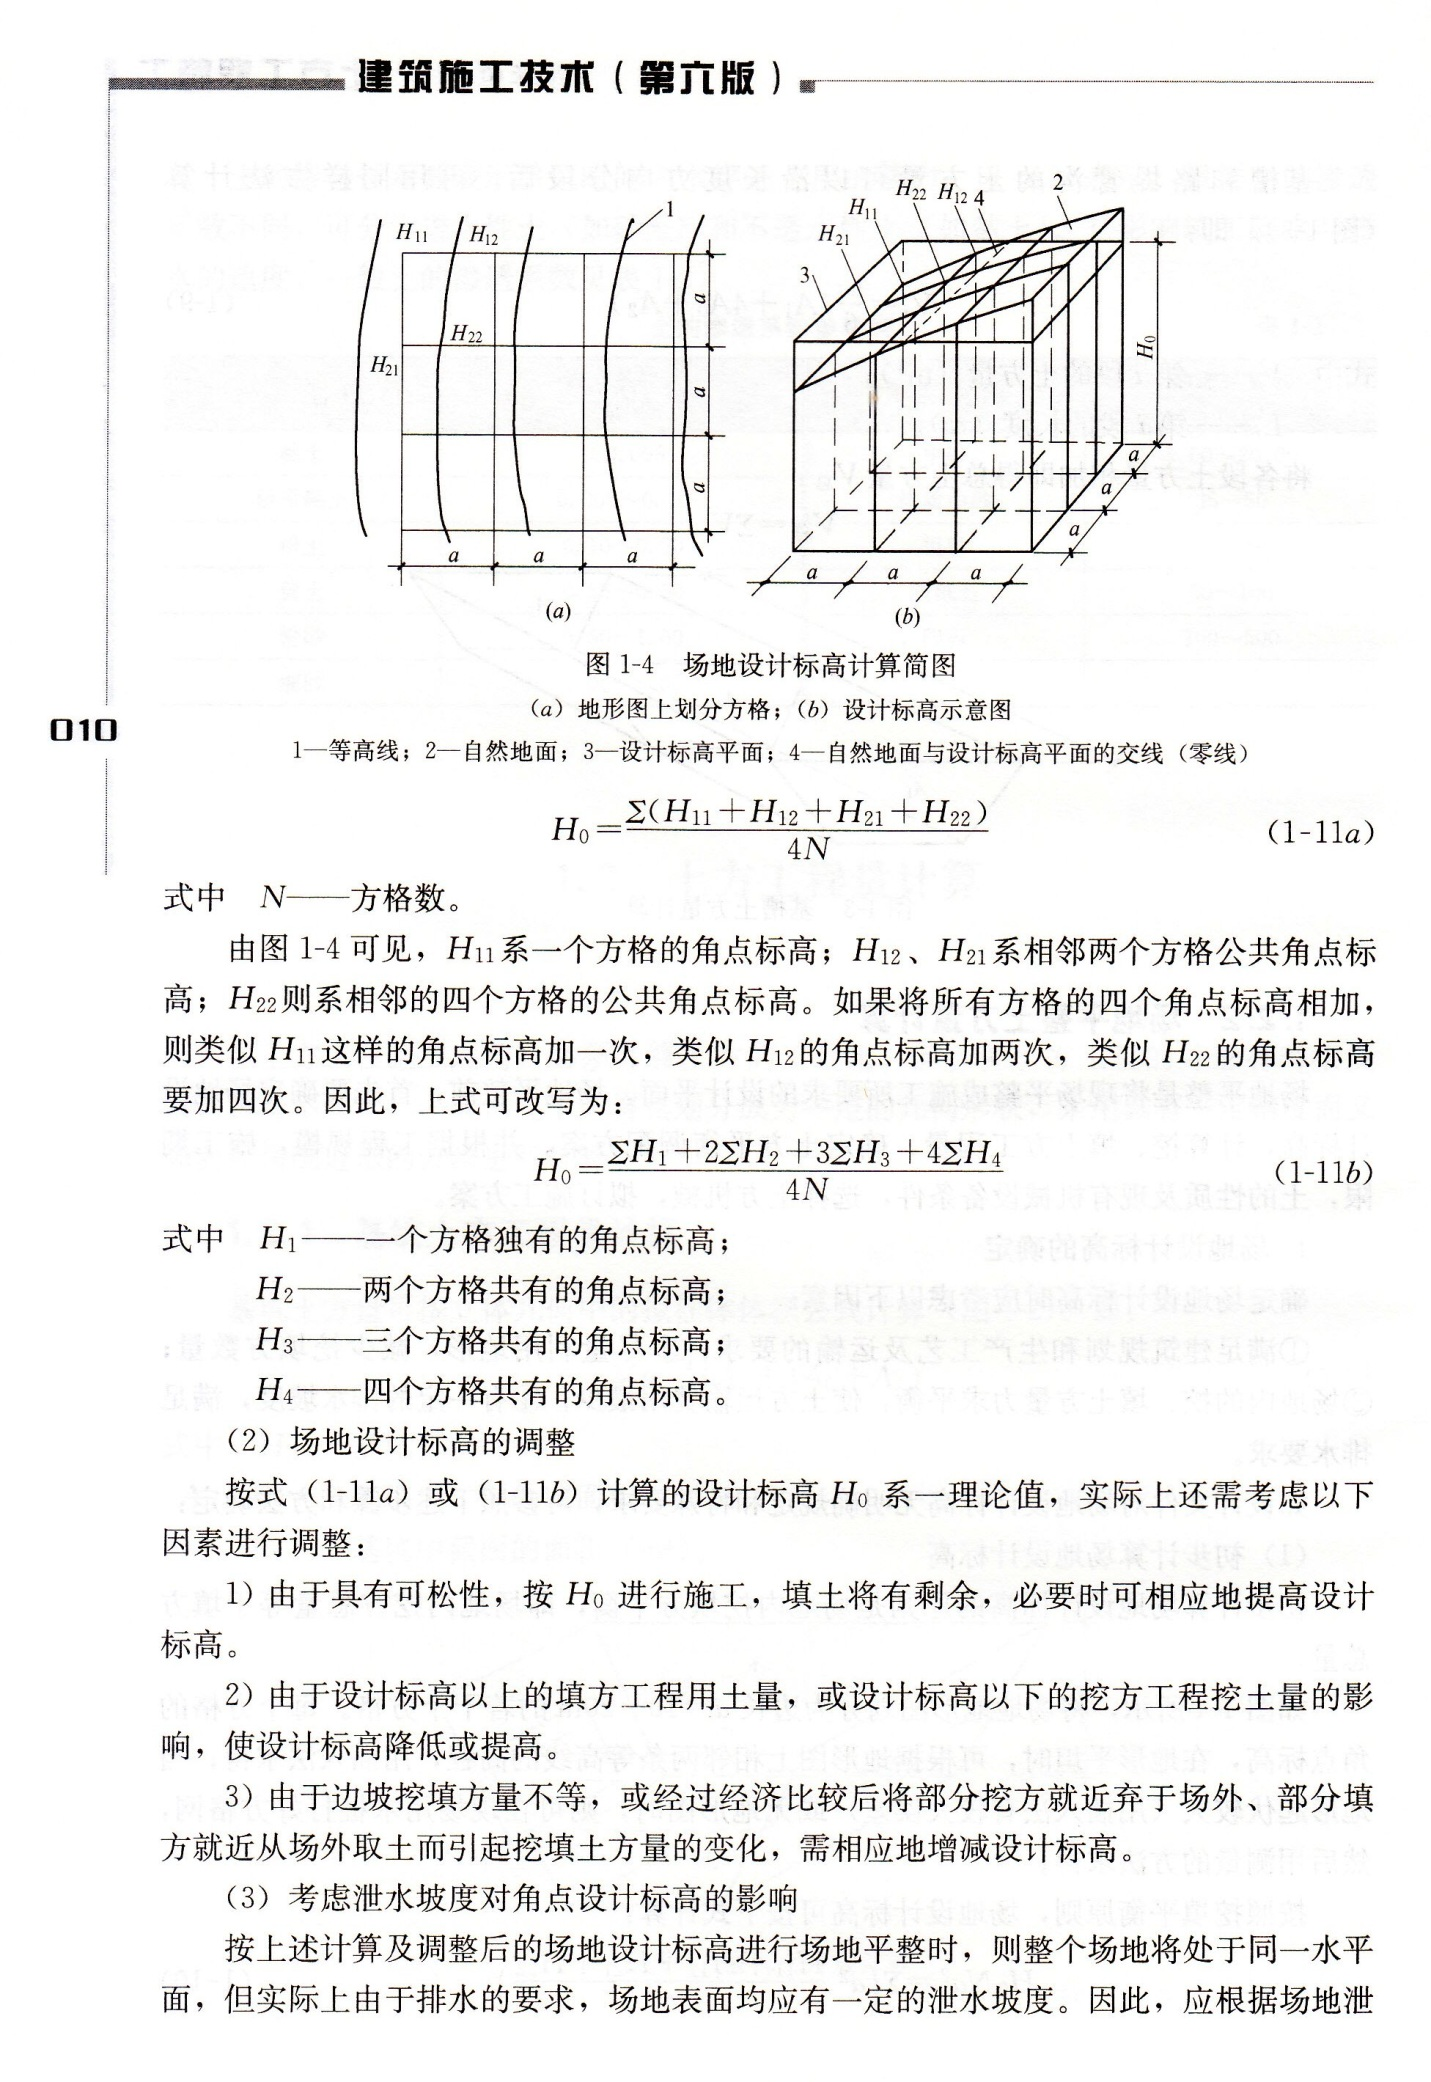 建筑施工技术（第六版）
H11 H12 1
H22
H21
a
a
a
a a a
(a)
H22 H12 4 2
H11
H21
3
H0
a
a
a
a a a
(b)
图 1-4 场地设计标高计算简图
（a）地形图上划分方格；（b）设计标高示意图
010
1—等高线；2—自然地面；3—设计标高平面；4—自然地面与设计标高平面的交线（零线）
H0=∑(H11+H12+H21+H22)/4N (1-11a)
式中 N——方格数。
由图 1-4 可见，H11系一个方格的角点标高；H12、H21系相邻两个方格公共角点标
高；H22则系相邻的四个方格的公共角点标高。如果将所有方格的四个角点标高相加，
则类似 H11这样的角点标高加一次，类似 H12的角点标高加两次，类似 H22的角点标高
要加四次。因此，上式可改写为：
H0=∑H1+2∑H2+3∑H3+4∑H4/4N (1-11b)
式中 H1——一个方格独有的角点标高；
H2——两个方格共有的角点标高；
H3——三个方格共有的角点标高；
H4——四个方格共有的角点标高。
（2）场地设计标高的调整
按式（1-11a）或（1-11b）计算的设计标高 H0 系一理论值，实际上还需考虑以下
因素进行调整：
1）由于具有可松性，按 H0 进行施工，填土将有剩余，必要时可相应地提高设计
标高。
2）由于设计标高以上的填方工程用土量，或设计标高以下的挖方工程挖土量的影
响，使设计标高降低或提高。
3）由于边坡挖填方量不等，或经过经济比较后将部分挖方就近弃于场外、部分填
方就近从场外取土而引起挖填土方量的变化，需相应地增减设计标高。
（3）考虑泄水坡度对角点设计标高的影响
按上述计算及调整后的场地设计标高进行场地平整时，则整个场地将处于同一水平
面，但实际上由于排水的要求，场地表面均应有一定的泄水坡度。因此，应根据场地泄